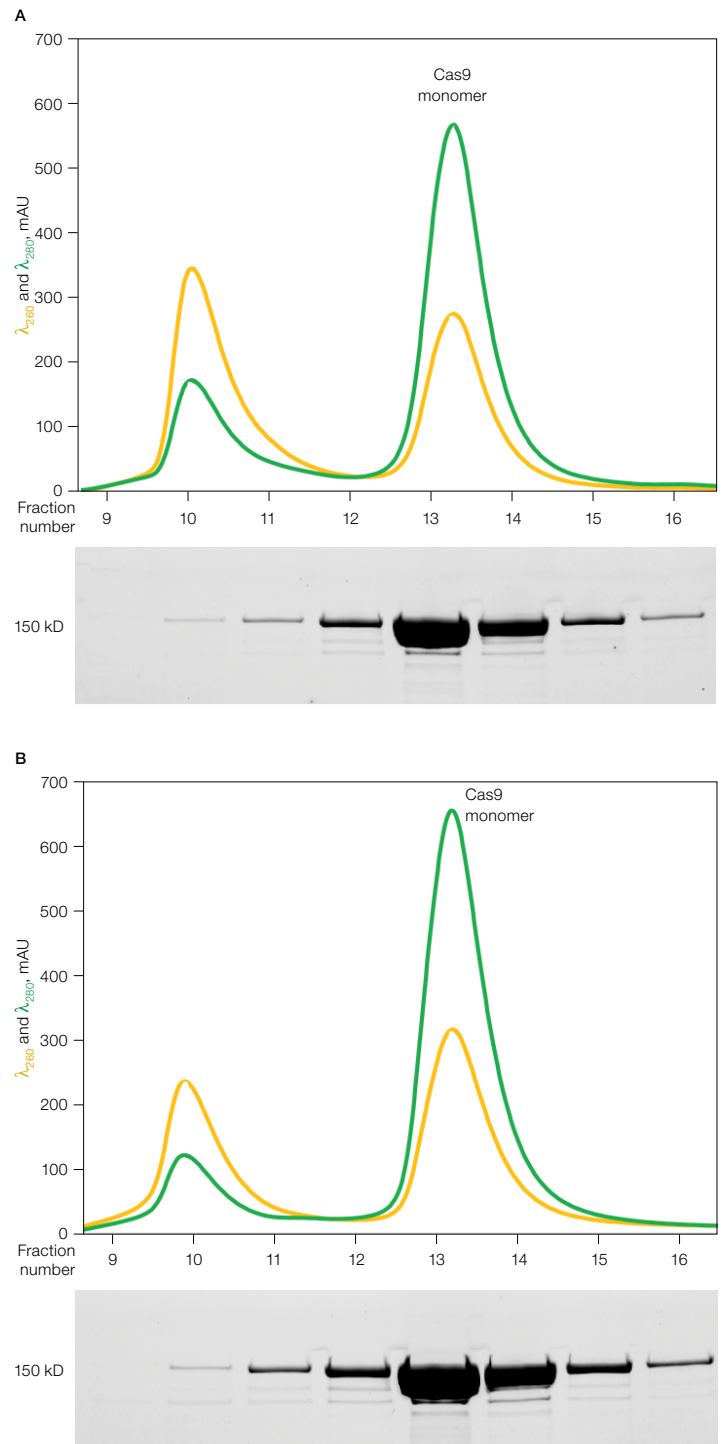 A
700
600
500
400
300
200
100
0
λ260 and λ280, mAU
Cas9
monomer
Fraction
number
9 10 11 12 13 14 15 16
150 kD
B
700
600
500
400
300
200
100
0
λ260 and λ280, mAU
Cas9
monomer
Fraction
number
9 10 11 12 13 14 15 16
150 kD